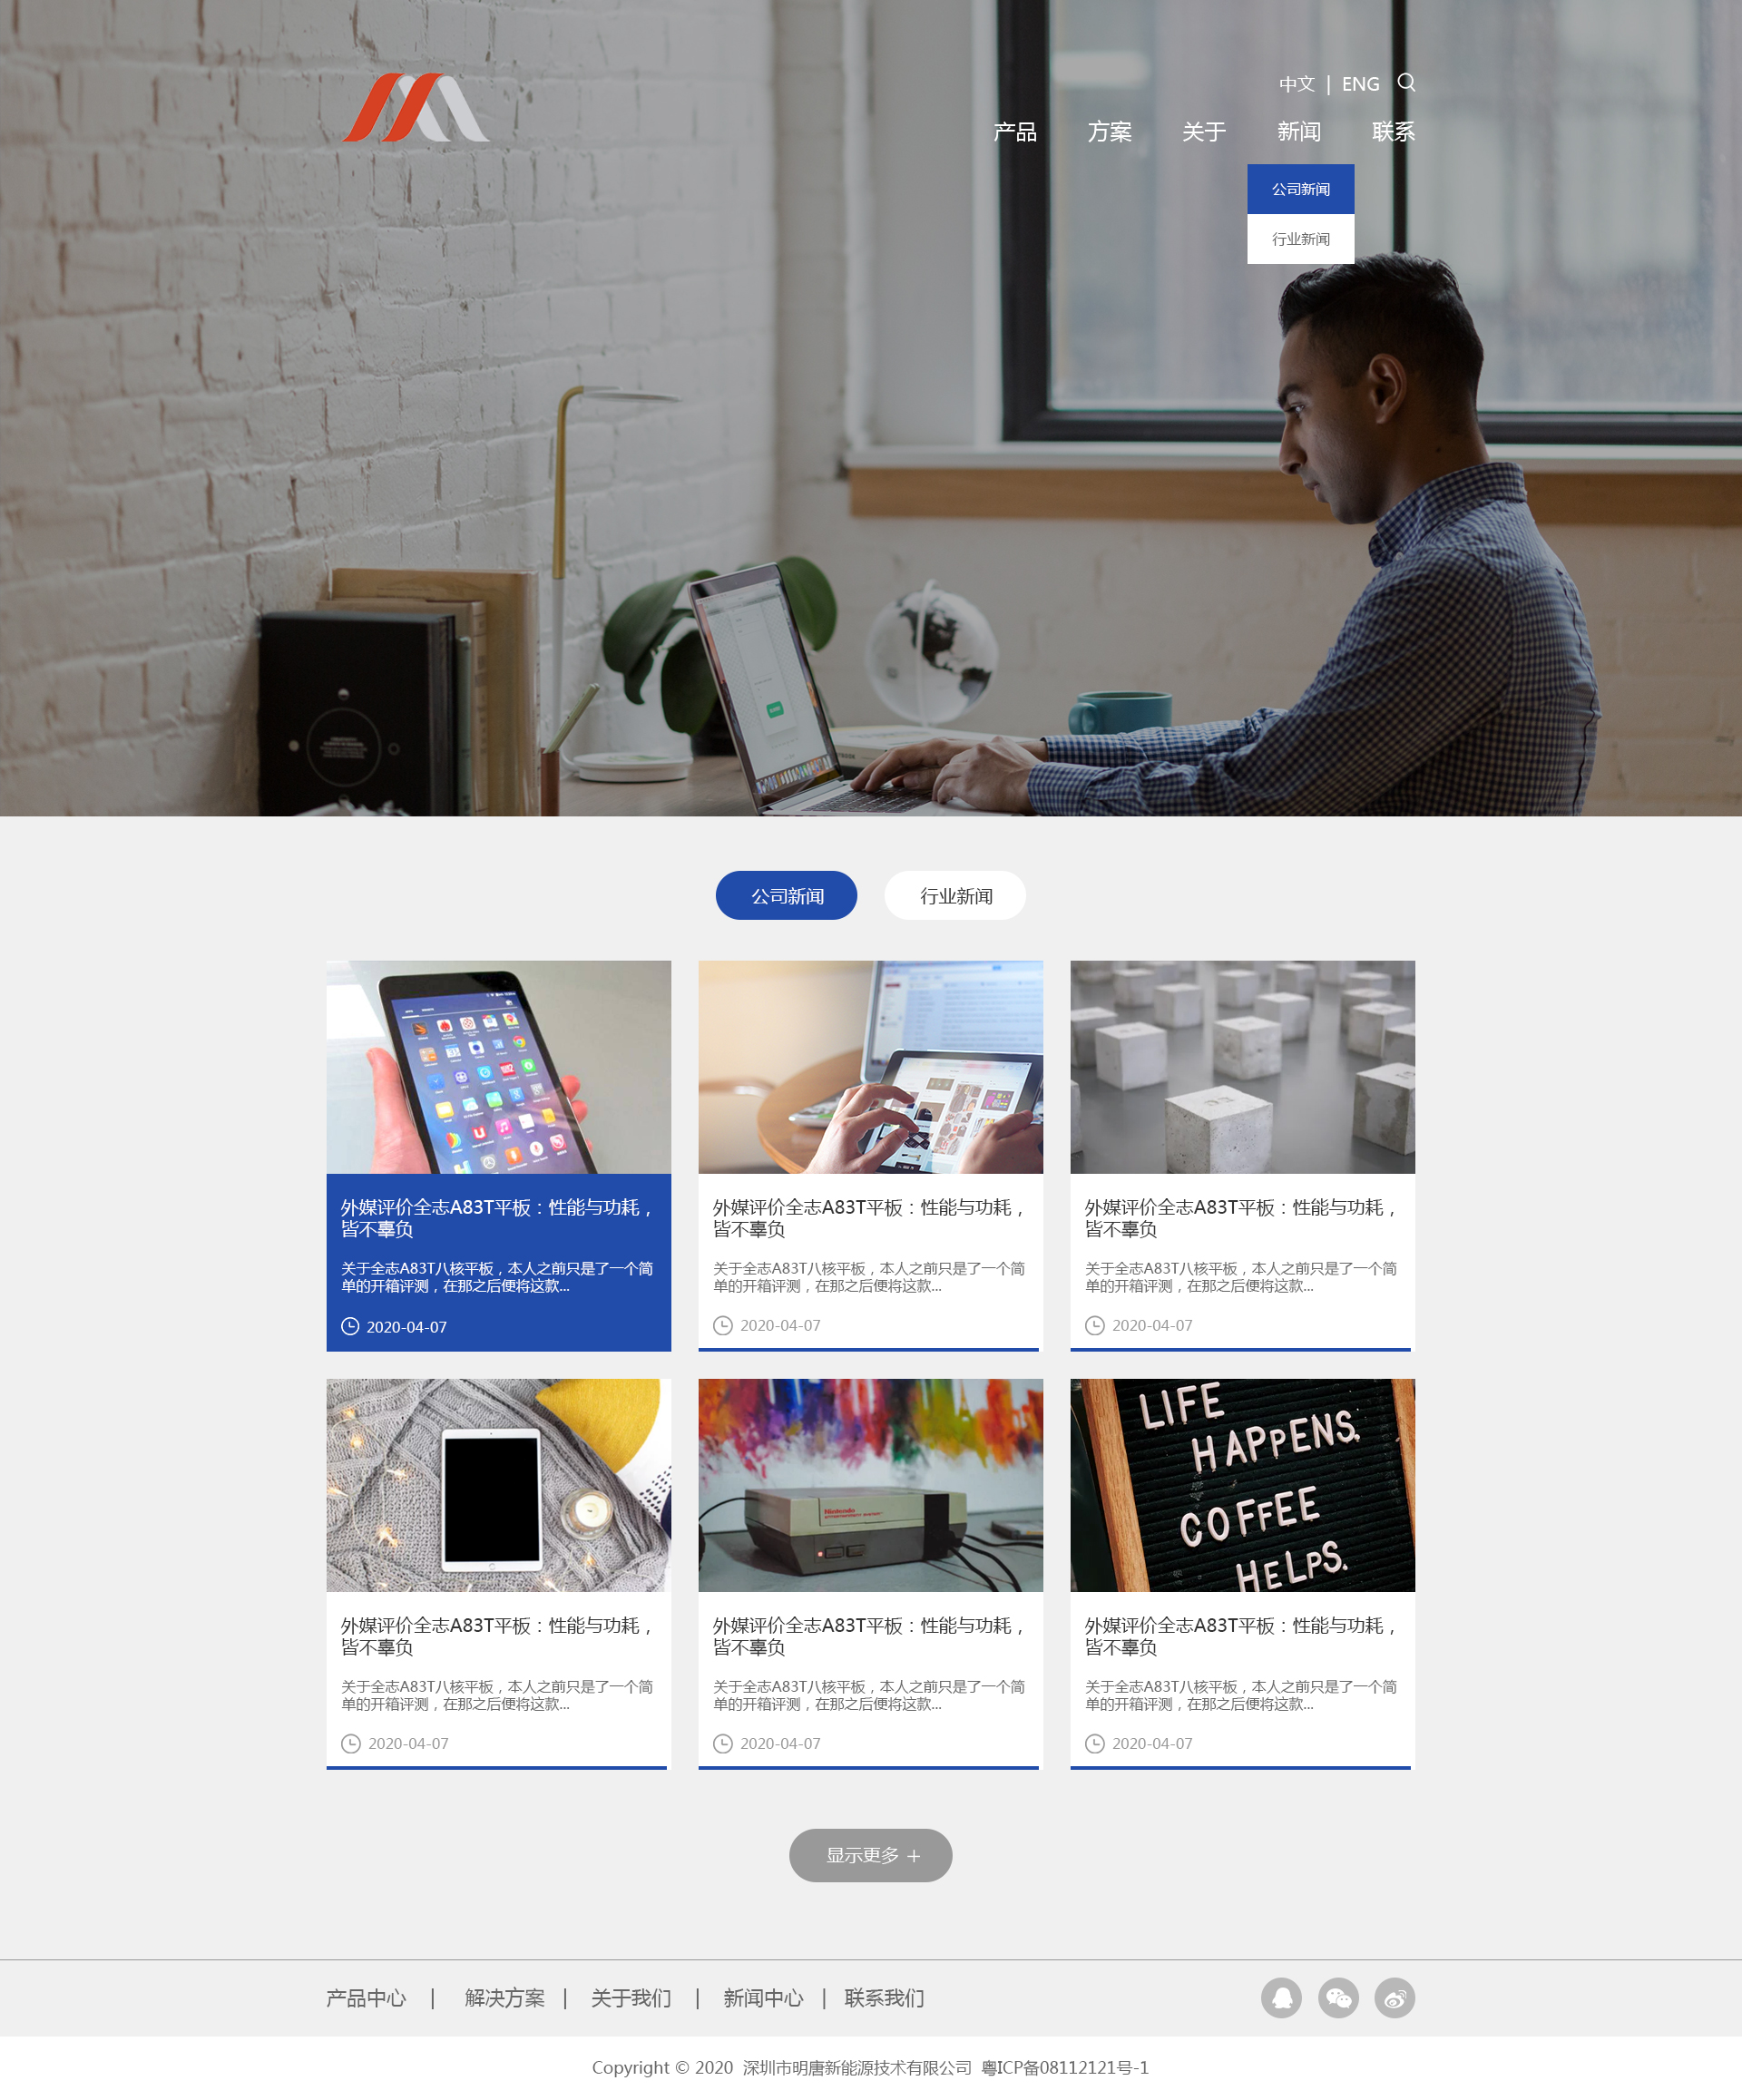 中文 | ENG
产品 方案 关于 新闻 联系
公司新闻
行业新闻
公司新闻 行业新闻
外媒评价全志A83T平板：性能与功耗，
皆不辜负
关于全志A83T八核平板，本人之前只是了一个简
单的开箱评测，在那之后便将这款...
2020-04-07
外媒评价全志A83T平板：性能与功耗，
皆不辜负
关于全志A83T八核平板，本人之前只是了一个简
单的开箱评测，在那之后便将这款...
2020-04-07
外媒评价全志A83T平板：性能与功耗，
皆不辜负
关于全志A83T八核平板，本人之前只是了一个简
单的开箱评测，在那之后便将这款...
2020-04-07
Nintendo
LIFE
HAPPENS.
COFFEE
HELPS.
外媒评价全志A83T平板：性能与功耗，
皆不辜负
关于全志A83T八核平板，本人之前只是了一个简
单的开箱评测，在那之后便将这款...
2020-04-07
外媒评价全志A83T平板：性能与功耗，
皆不辜负
关于全志A83T八核平板，本人之前只是了一个简
单的开箱评测，在那之后便将这款...
2020-04-07
外媒评价全志A83T平板：性能与功耗，
皆不辜负
关于全志A83T八核平板，本人之前只是了一个简
单的开箱评测，在那之后便将这款...
2020-04-07
显示更多 +
产品中心 | 解决方案 | 关于我们 | 新闻中心 | 联系我们
Copyright © 2020 深圳市明唐新能源技术有限公司 粤ICP备08112121号-1